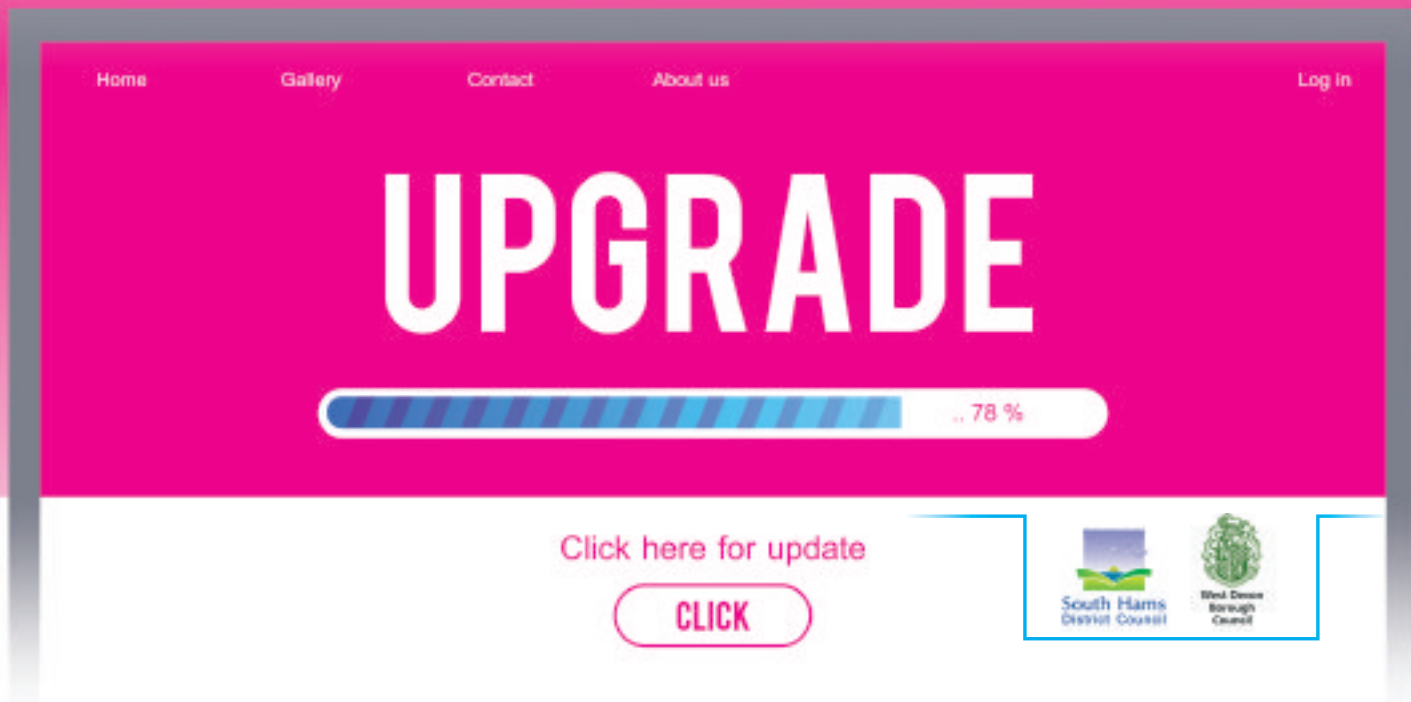 Home Gallery Contact About us Log in
UPGRADE
.. 78 %
Click here for update
CLICK
South Hams
District Council
West Devon
Borough
Council